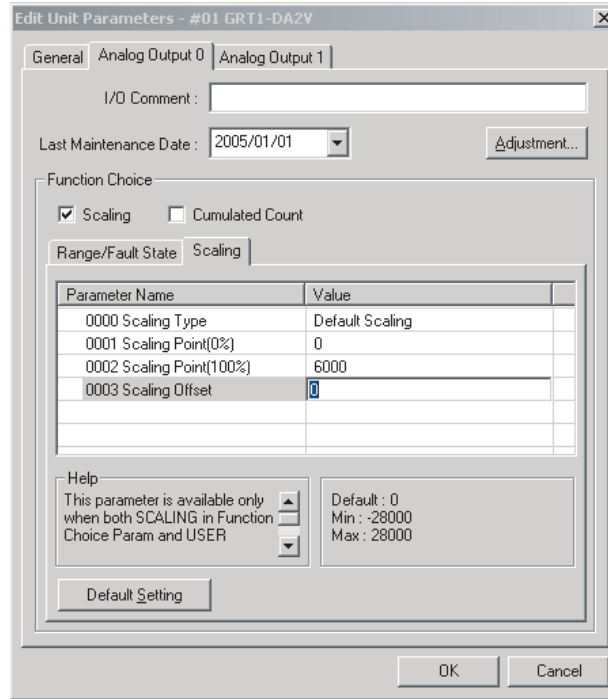 Edit Unit Parameters - #01 GRT1-DA2V
General Analog Output 0 Analog Output 1
I/O Comment :
Last Maintenance Date : 2005/01/01 Adjustment...
Function Choice
Scaling Cumulated Count
Range/Fault State Scaling
Parameter Name Value
0000 Scaling Type Default Scaling
0001 Scaling Point(0%) 0
0002 Scaling Point(100%) 6000
0003 Scaling Offset 0
Help
This parameter is available only
when both SCALING in Function
Choice Param and USER
Default : 0
Min : -28000
Max : 28000
Default Setting
OK Cancel